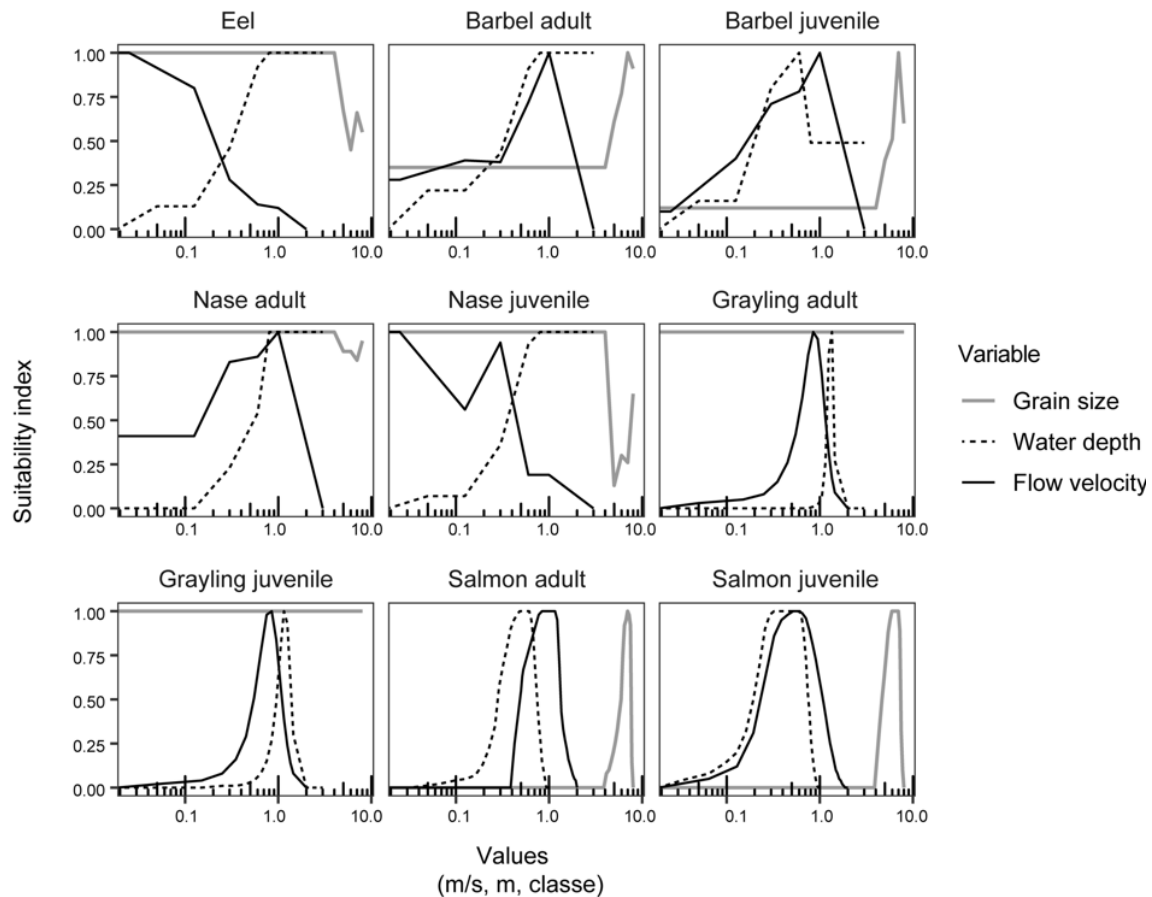 Eel Barbel adult Barbel juvenile
1.00
0.75
0.50
0.25
0.00
0.1 1.0 10.0 0.1 1.0 10.0 0.1 1.0 10.0
Nase adult Nase juvenile Grayling adult
1.00
0.75
0.50
0.25
0.00
0.1 1.0 10.0 0.1 1.0 10.0 0.1 1.0 10.0
Grayling juvenile Salmon adult Salmon juvenile
1.00
0.75
0.50
0.25
0.00
0.1 1.0 10.0 0.1 1.0 10.0 0.1 1.0 10.0
Suitability index
Values
(m/s, m, classe)
Variable
Grain size
Water depth
Flow velocity